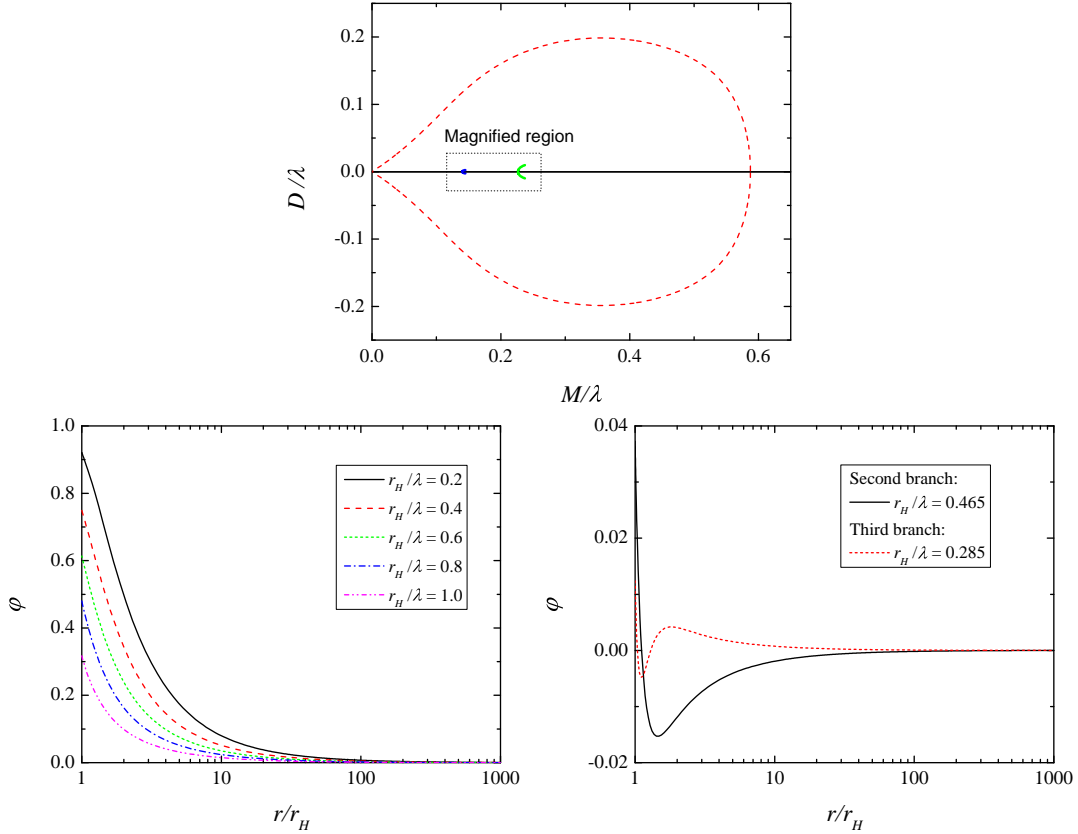 0.2
0.1
0.0
-0.1
-0.2
D/λ
Magnified region
0.0 0.2 0.4 0.6
M/λ
1.0
0.8
0.6
0.4
0.2
0.0
φ
r_H/λ = 0.2
r_H/λ = 0.4
r_H/λ = 0.6
r_H/λ = 0.8
r_H/λ = 1.0
1 10 100 1000
r/r_H
0.04
0.02
0.00
-0.02
φ
Second branch:
r_H/λ = 0.465
Third branch:
r_H/λ = 0.285
1 10 100 1000
r/r_H